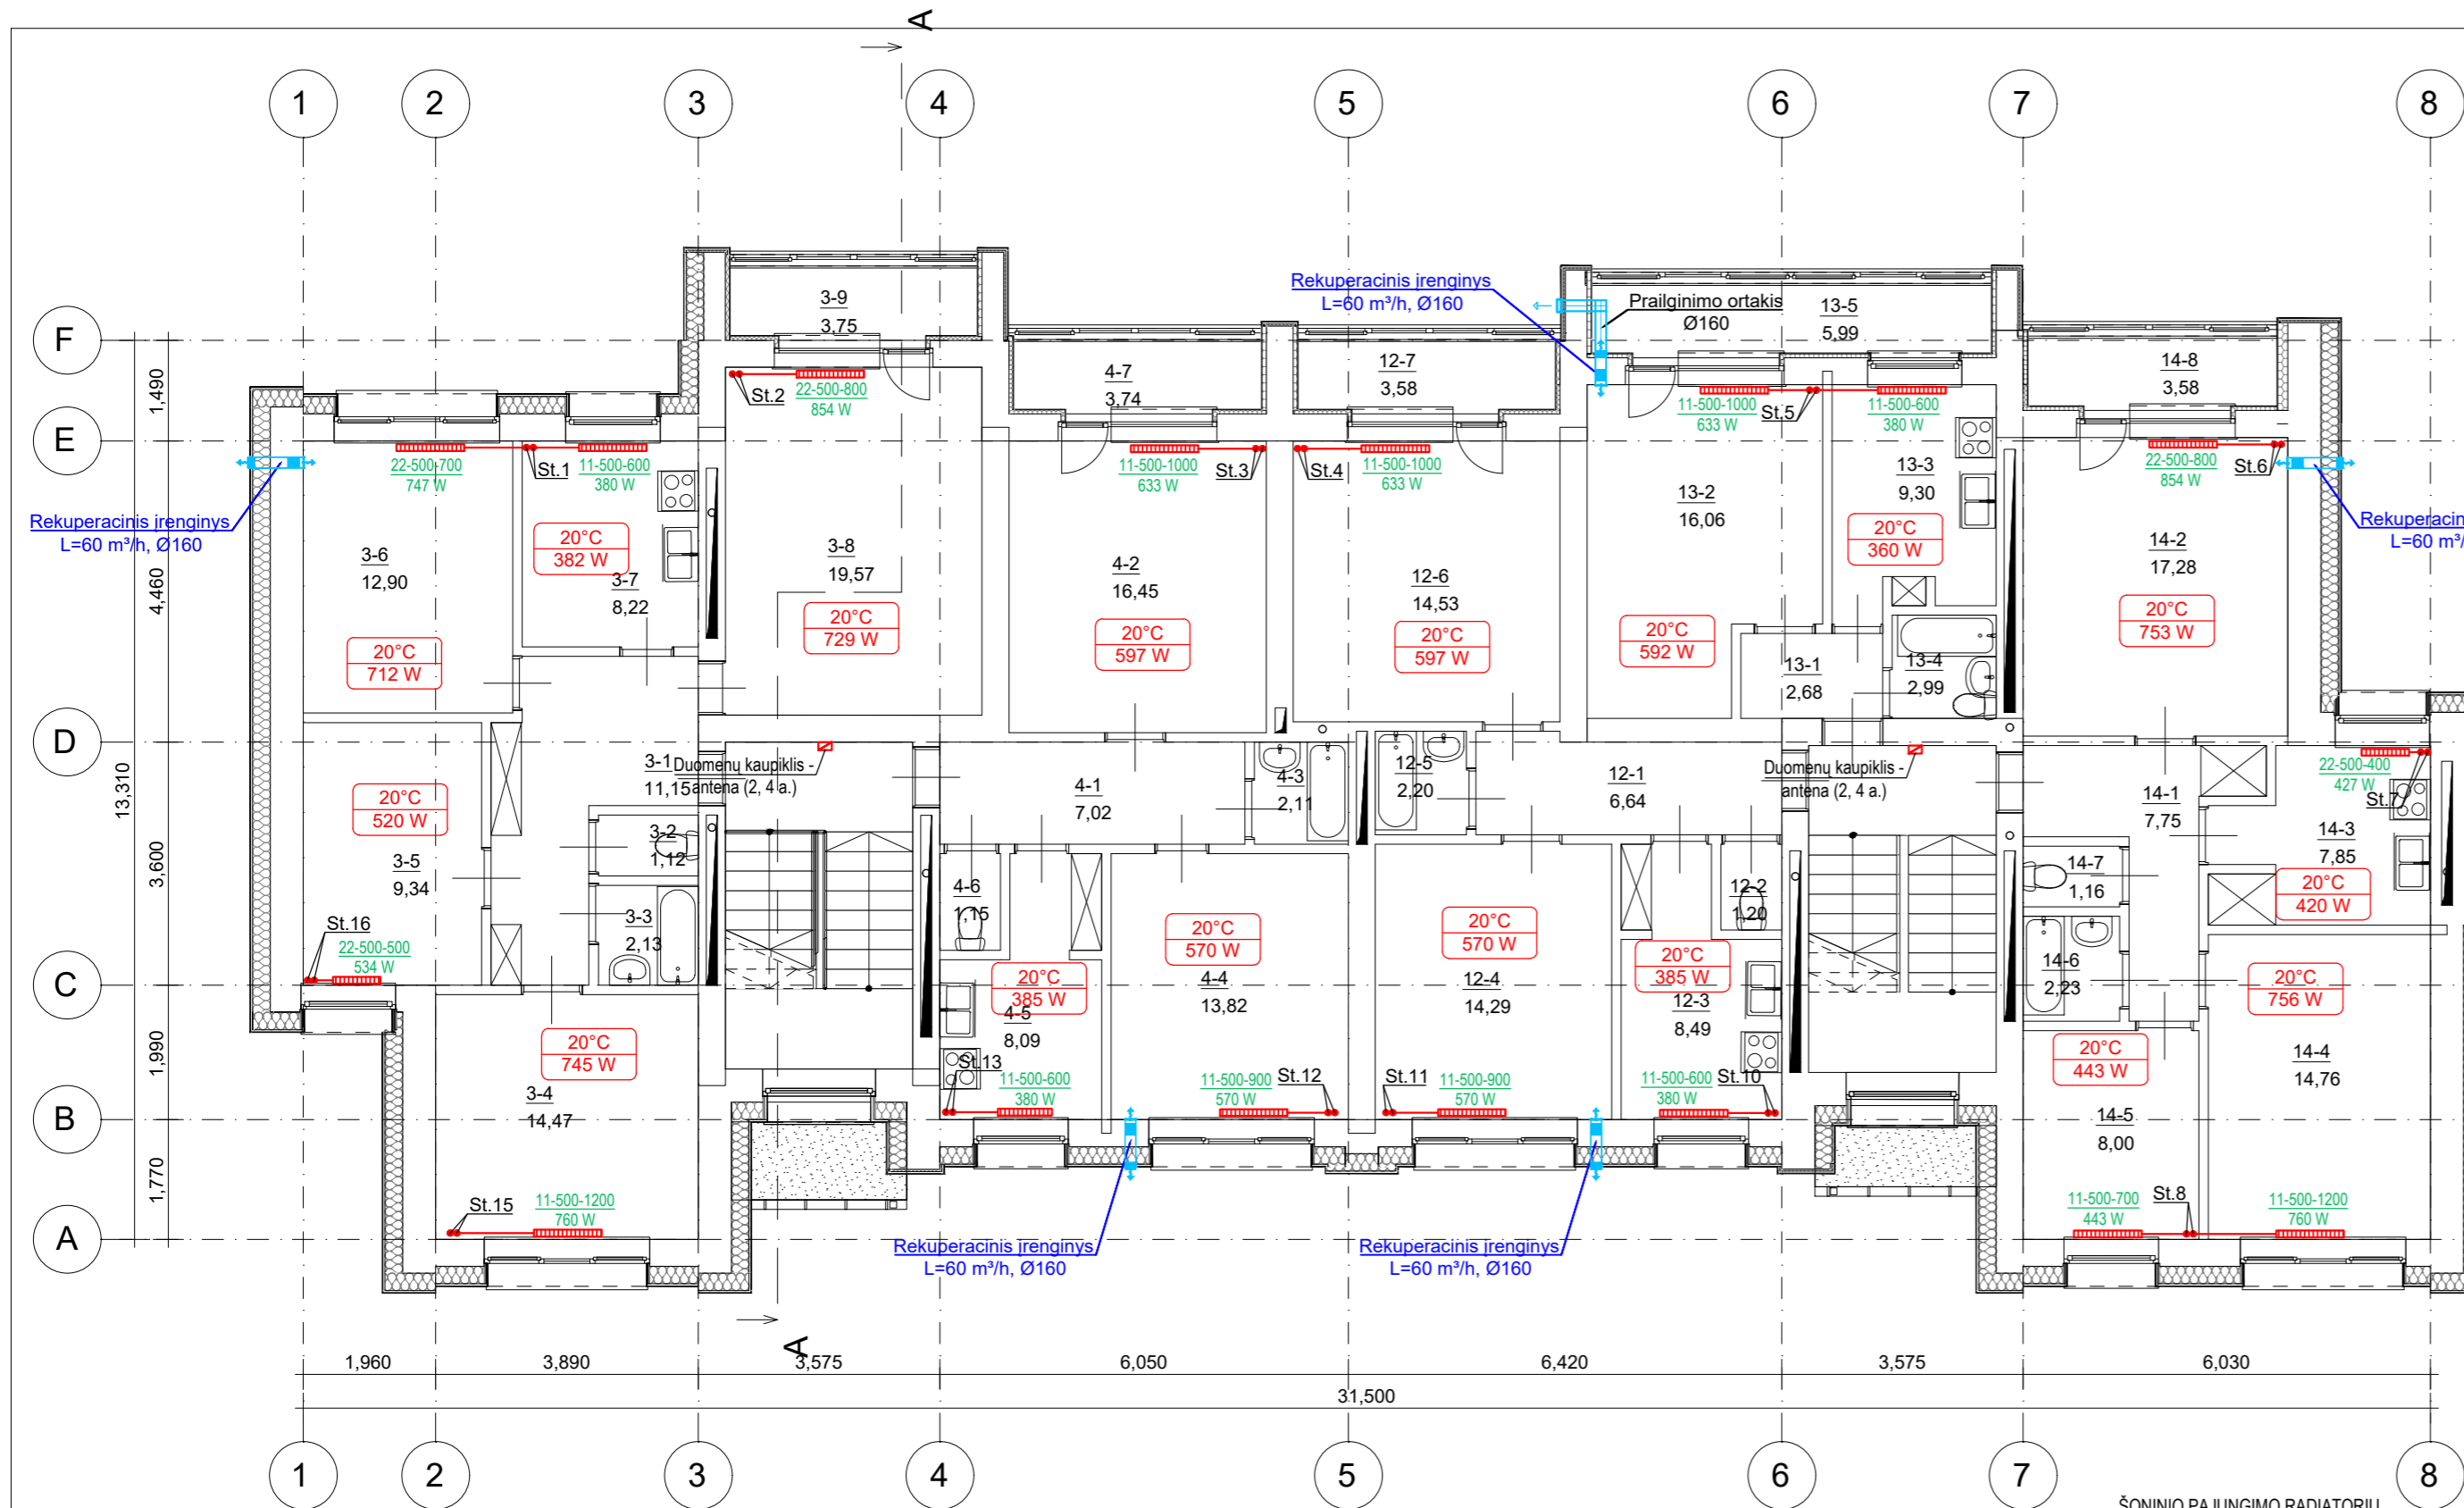 A
1
2
3
4
5
6
7
8
F
E
D
C
B
A
1,490
4,460
3,600
1,990
1,770
13,310
3-9
3,75
St.2
22-500-800
854 W
4-7
3,74
12-7
3,58
Rekuperacinis įrenginys
L=60 m³/h, Ø160
Prailginimo ortakis
Ø160
13-5
5,99
14-8
3,58
22-500-700
747 W
St.1
11-500-600
380 W
11-500-1000
633 W
St.3
St.4
11-500-1000
633 W
11-500-1000
633 W
St.5
11-500-600
380 W
22-500-800
854 W
St.6
Rekuperacinis įrenginys
L=60 m³/h, Ø160
Rekuperacin
L=60 m³/
3-6
12,90
20°C
712 W
20°C
382 W
3-7
8,22
3-8
19,57
20°C
729 W
4-2
16,45
20°C
597 W
12-6
14,53
20°C
597 W
13-2
16,06
20°C
592 W
13-3
9,30
20°C
360 W
13-1
2,68
13-4
2,99
14-2
17,28
20°C
753 W
3-1
11,15
Duomenų kaupiklis -
antena (2, 4 a.)
4-1
7,02
4-3
2,11
12-5
2,20
12-1
6,64
Duomenų kaupiklis -
antena (2, 4 a.)
14-1
7,75
22-500-400
427 W
St.7
14-3
7,85
20°C
420 W
20°C
520 W
3-5
9,34
3-2
1,12
3-3
2,13
St.16
22-500-500
534 W
4-6
1,15
20°C
570 W
4-4
13,82
20°C
385 W
4-5
8,09
20°C
570 W
12-4
14,29
12-2
1,20
20°C
385 W
12-3
8,49
14-7
1,16
14-6
2,23
20°C
756 W
14-4
14,76
20°C
443 W
14-5
8,00
20°C
745 W
3-4
14,47
St.13
11-500-600
380 W
11-500-900
570 W
St.12
St.11
11-500-900
570 W
11-500-600
380 W
St.10
St.15
11-500-1200
760 W
11-500-700
443 W
St.8
11-500-1200
760 W
Rekuperacinis įrenginys
L=60 m³/h, Ø160
Rekuperacinis įrenginys
L=60 m³/h, Ø160
A
1,960
3,890
3,575
6,050
6,420
3,575
6,030
31,500
1
2
3
4
5
6
7
8
ŠONINIO PAJUNGIMO RADIATORIŲ